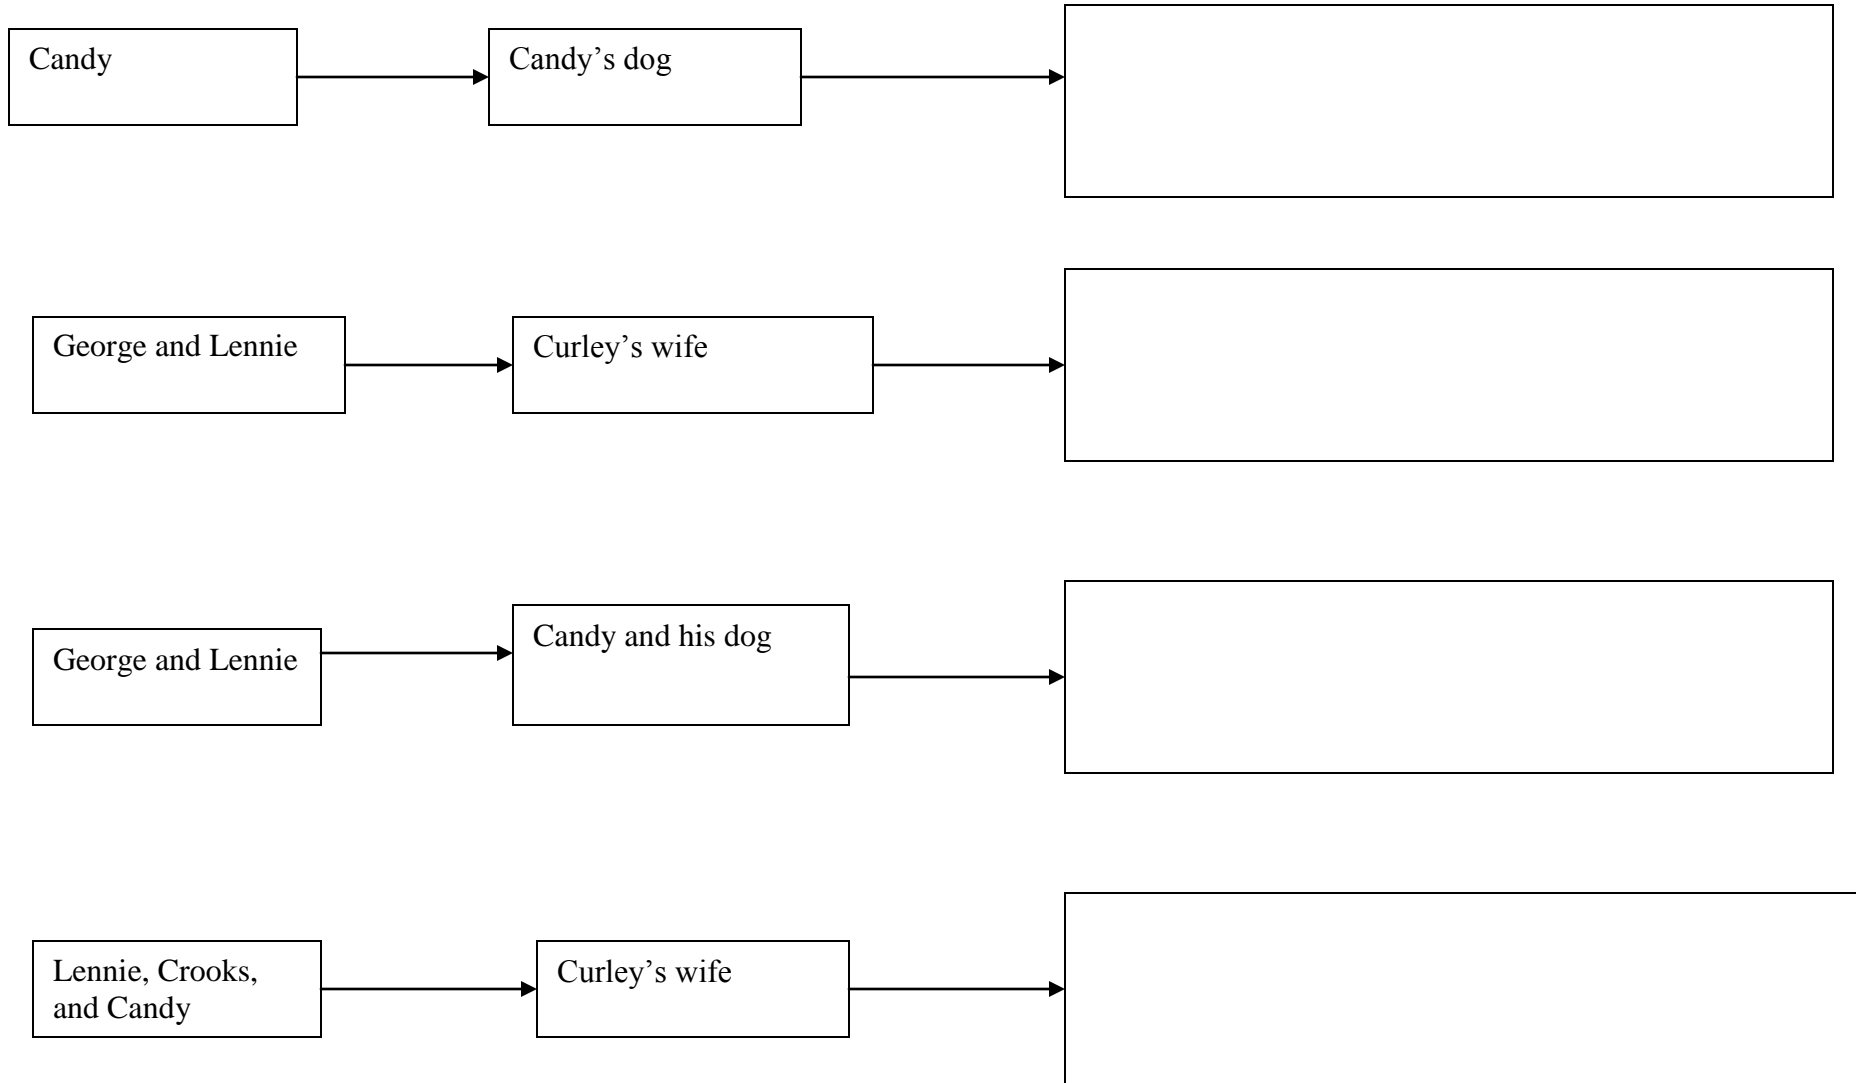 Candy
Candy’s dog
George and Lennie
Curley’s wife
George and Lennie
Candy and his dog
Lennie, Crooks,
and Candy
Curley’s wife